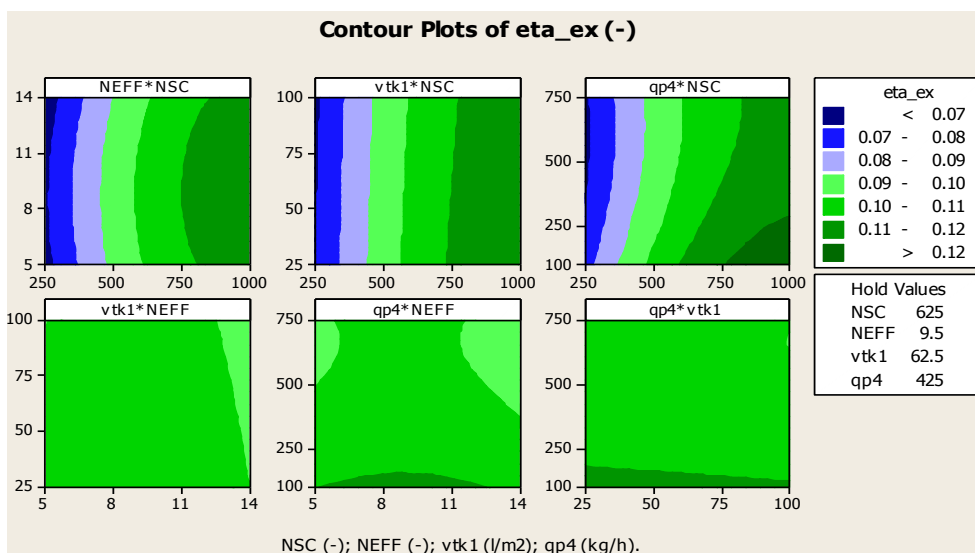 Contour Plots of eta_ex (-)
NEFF*NSC
14
11
8
5
250 500 750 1000
vtk1*NSC
100
75
50
25
250 500 750 1000
qp4*NSC
750
500
250
100
250 500 750 1000
eta_ex
< 0.07
0.07 - 0.08
0.08 - 0.09
0.09 - 0.10
0.10 - 0.11
0.11 - 0.12
> 0.12
vtk1*NEFF
100
75
50
25
5 8 11 14
qp4*NEFF
750
500
250
100
5 8 11 14
qp4*vtk1
750
500
250
100
25 50 75 100
Hold Values
NSC 625
NEFF 9.5
vtk1 62.5
qp4 425
NSC (-); NEFF (-); vtk1 (l/m2); qp4 (kg/h).